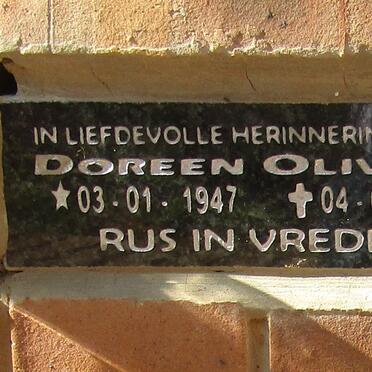 IN LIEFDEVOLLE HERINNERIN
DOREEN OLIV
★ 03-01-1947 ✝ 04-
RUS IN VREDE